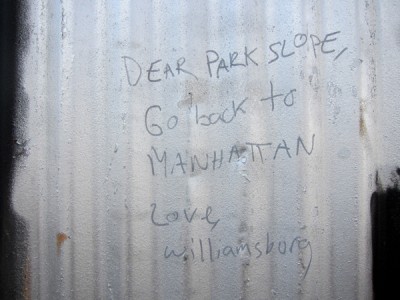 DEAR PARK SLOPE,
Go back to
MANHATTAN
Love,
Williamsburg